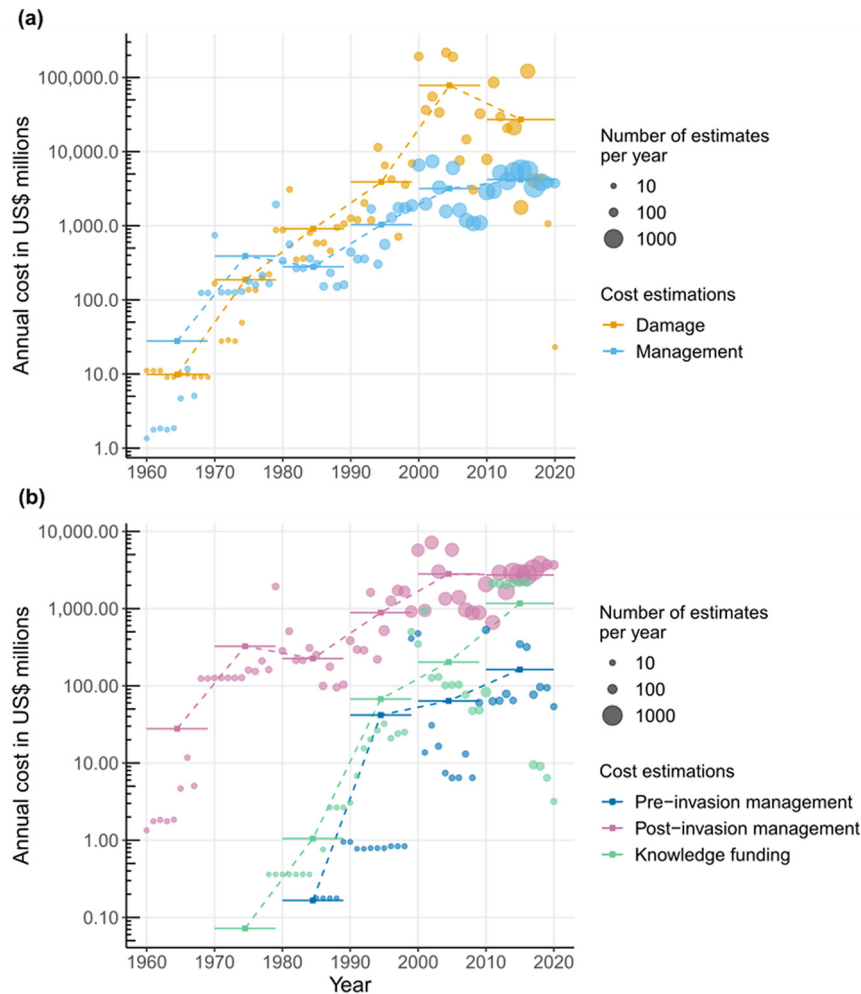 (a)
Annual cost in US$ millions
100,000.0
10,000.0
1,000.0
100.0
10.0
1.0
1960 1970 1980 1990 2000 2010 2020
Number of estimates
per year
10
100
1000
Cost estimations
Damage
Management
(b)
Annual cost in US$ millions
10,000.00
1,000.00
100.00
10.00
1.00
0.10
1960 1970 1980 1990 2000 2010 2020
Year
Number of estimates
per year
10
100
1000
Cost estimations
Pre−invasion management
Post−invasion management
Knowledge funding